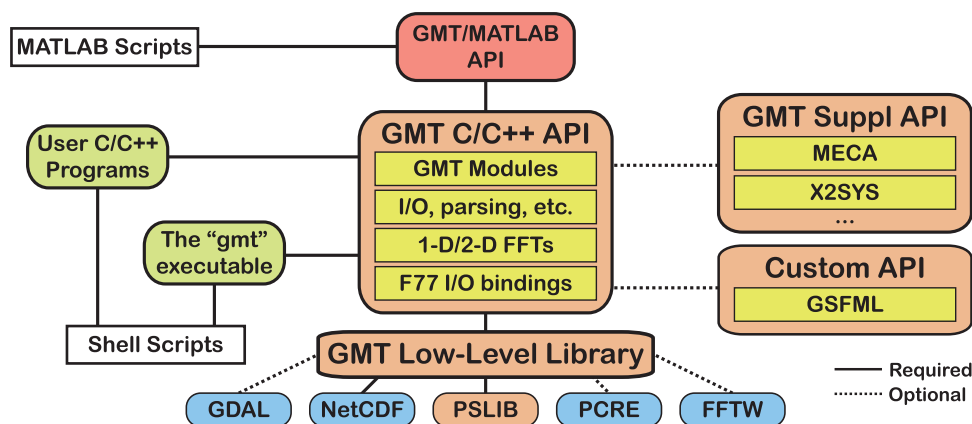 MATLAB Scripts
GMT/MATLAB
API
GMT C/C++ API
GMT Modules
I/O, parsing, etc.
1-D/2-D FFTs
F77 I/O bindings
User C/C++
Programs
The “gmt”
executable
Shell Scripts
GMT Suppl API
MECA
X2SYS
...
Custom API
GSFML
GMT Low-Level Library
GDAL
NetCDF
PSLIB
PCRE
FFTW
Required
Optional